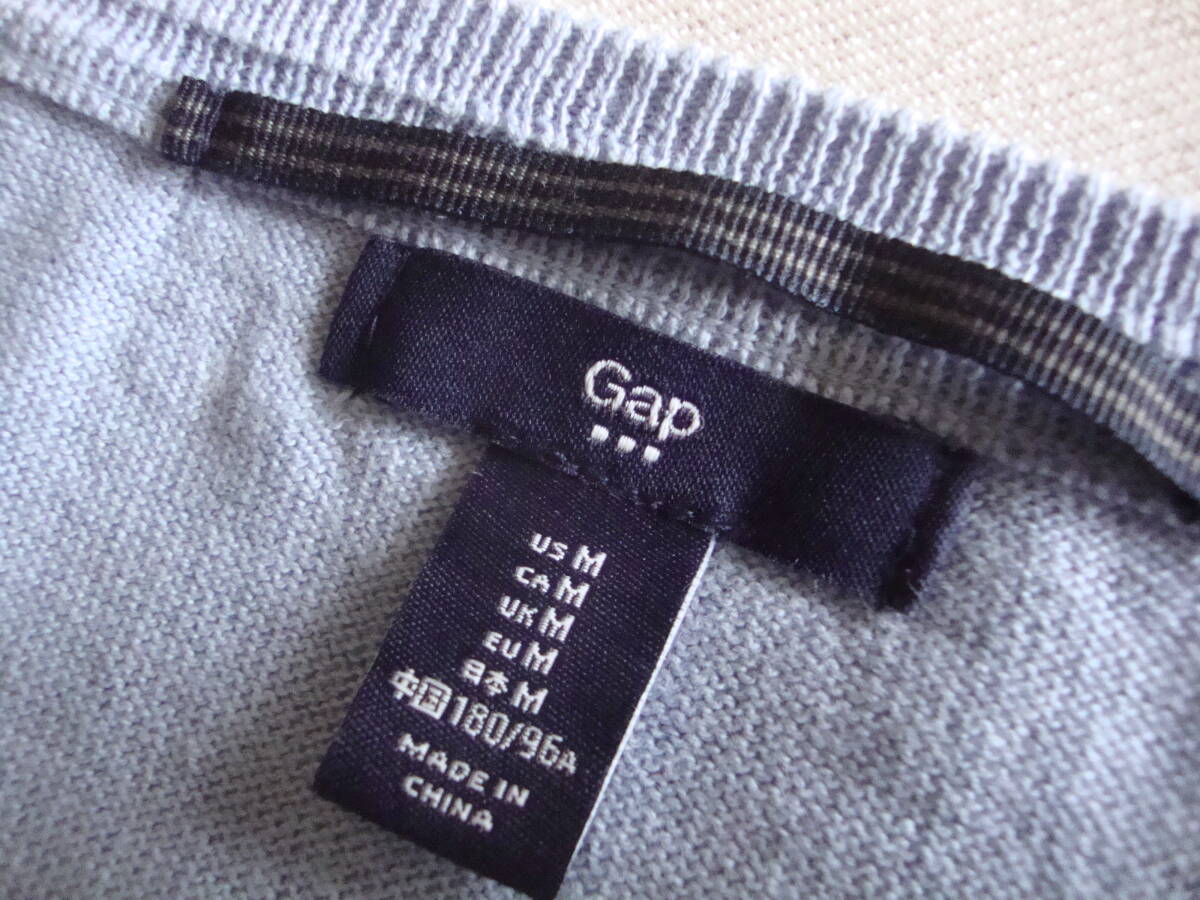 Gap
US M
CA M
UK M
EU M
日本 M
中国 180/96A
MADE IN
CHINA